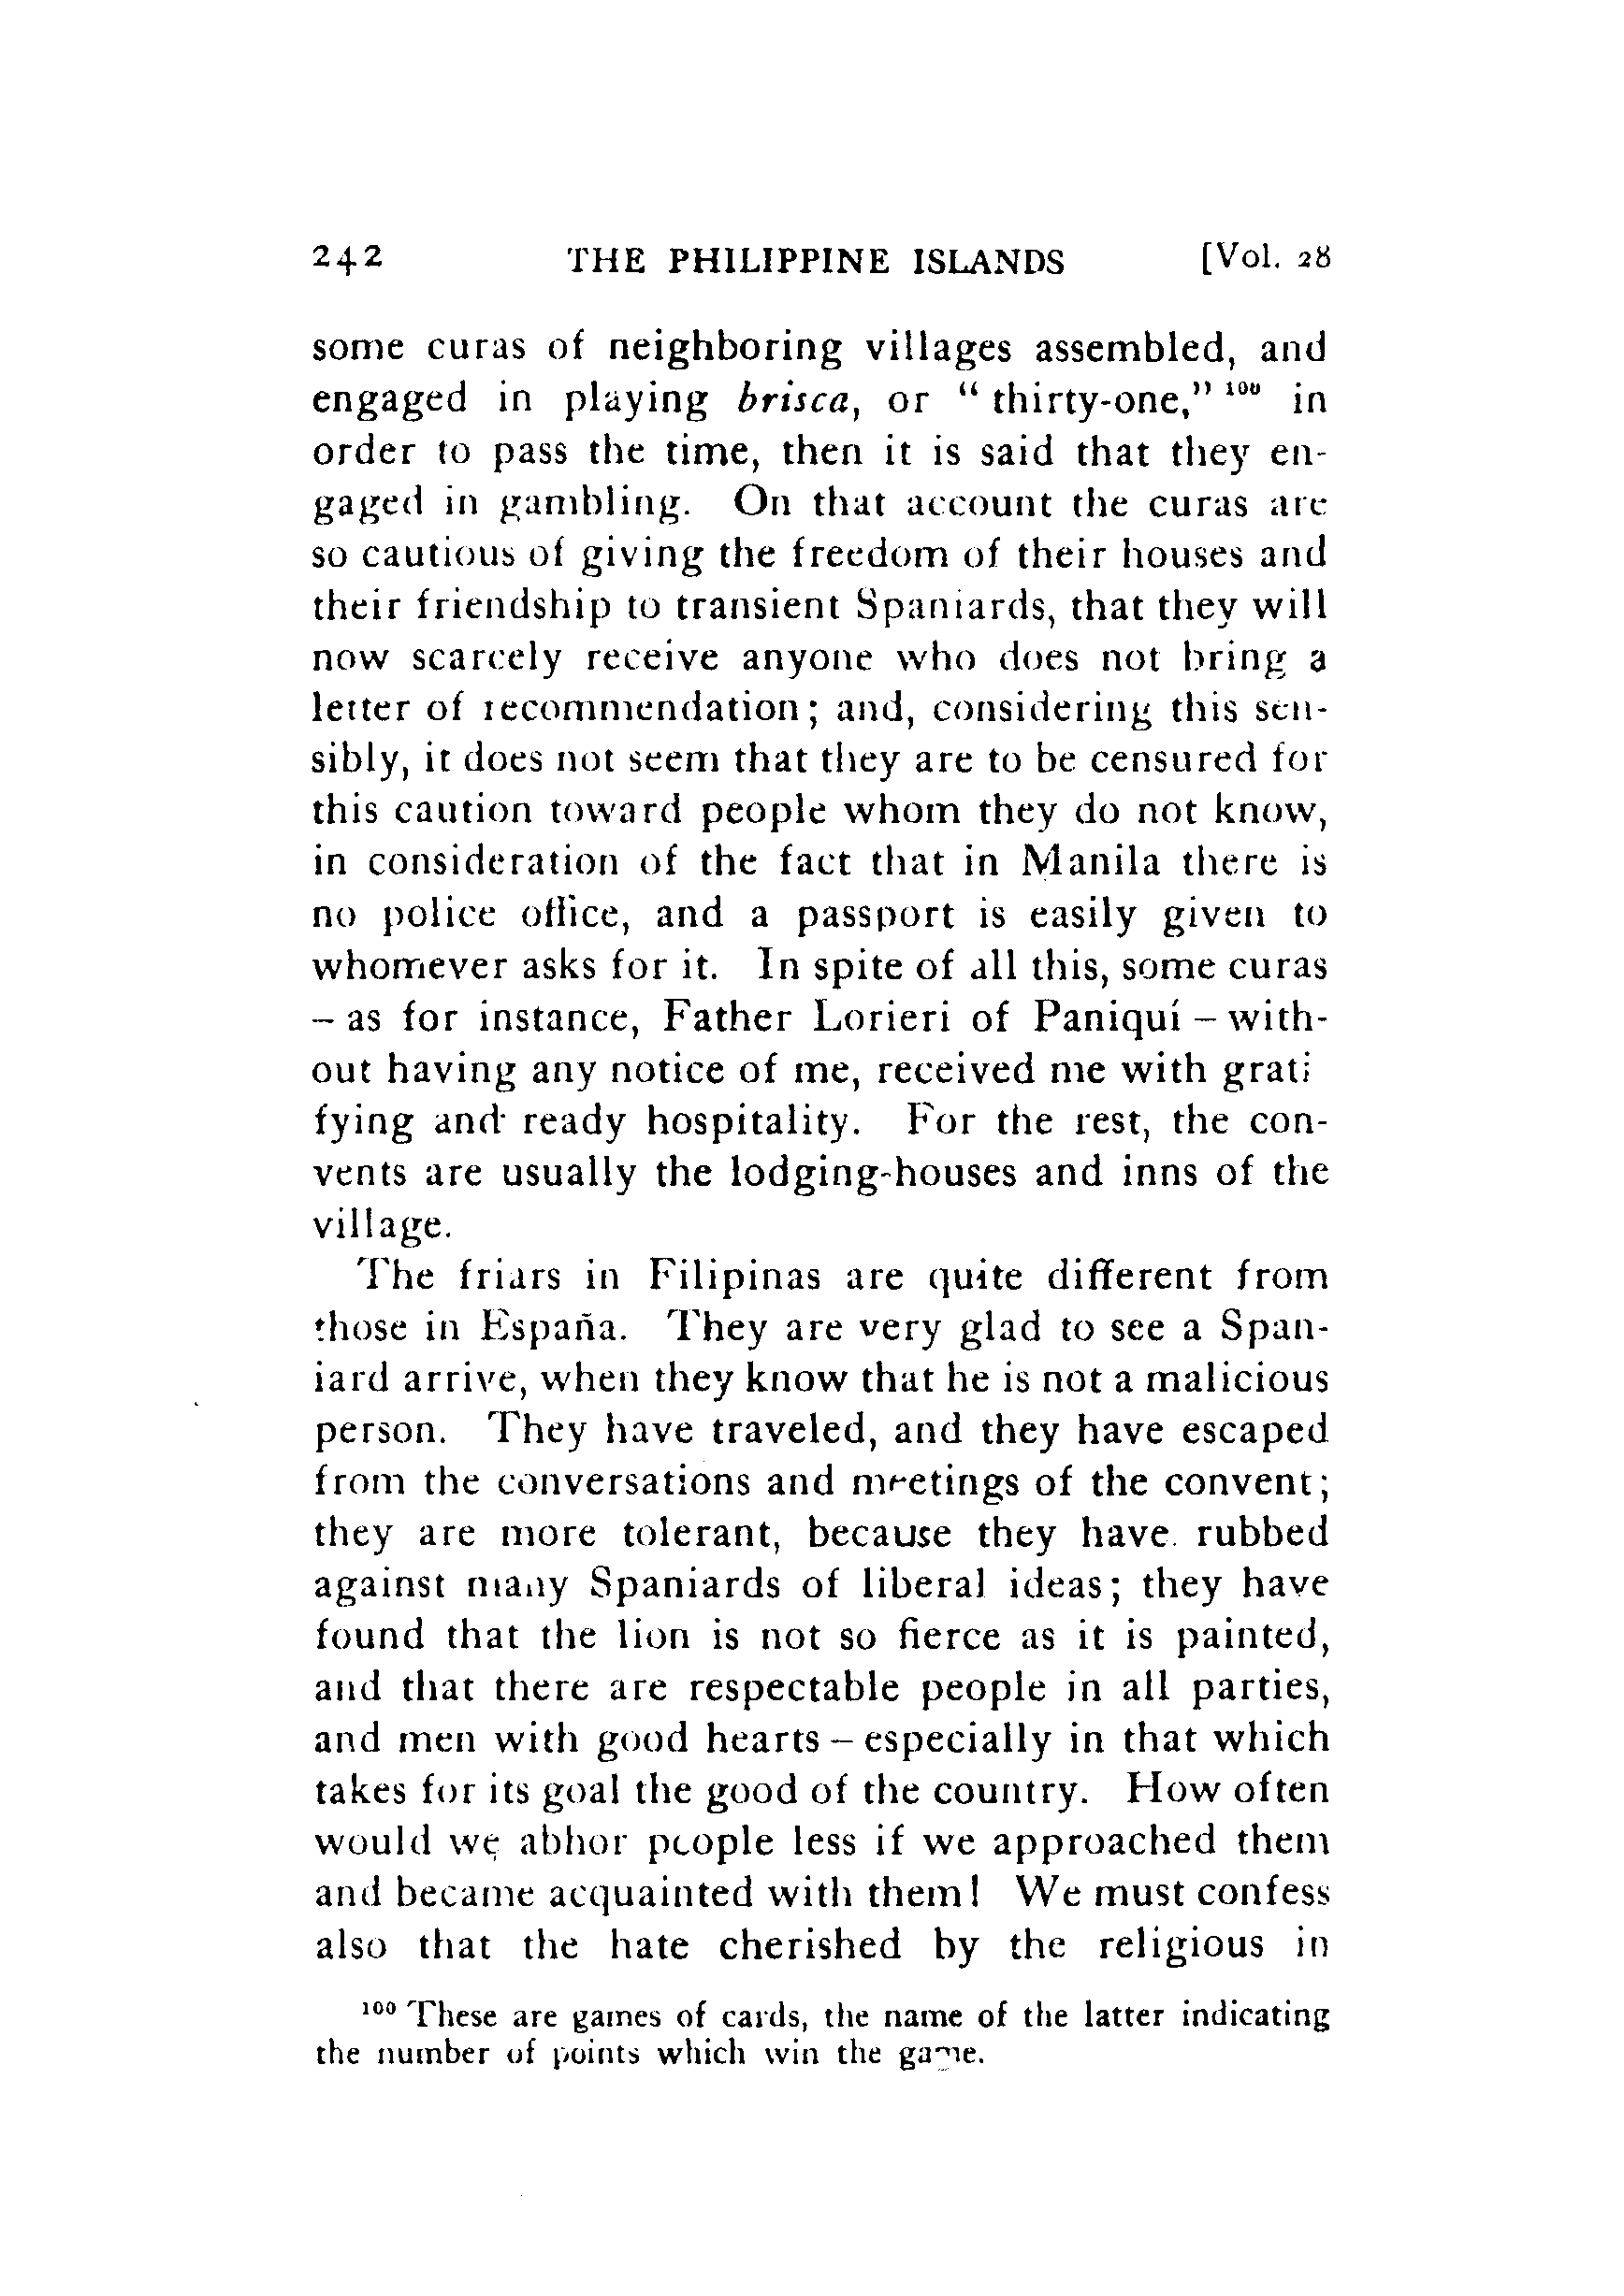 242 THE PHILIPPINE ISLANDS [Vol. 28
some curas of neighboring villages assembled, and
engaged in playing brisca, or " thirty-one," 100 in
order to pass the time, then it is said that they en-
gaged in gambling. On that account the curas are
so cautious of giving the freedom of their houses and
their friendship to transient Spaniards, that they will
now scarcely receive anyone who does not bring a
letter of recommendation; and, considering this sen-
sibly, it does not seem that they are to be censured for
this caution toward people whom they do not know,
in consideration of the fact that in Manila there is
no police office, and a passport is easily given to
whomever asks for it. In spite of all this, some curas
– as for instance, Father Lorieri of Paniquí – with-
out having any notice of me, received me with grati
fying and ready hospitality. For the rest, the con-
vents are usually the lodging-houses and inns of the
village.
The friars in Filipinas are quite different from
those in España. They are very glad to see a Span-
iard arrive, when they know that he is not a malicious
person. They have traveled, and they have escaped
from the conversations and meetings of the convent;
they are more tolerant, because they have rubbed
against many Spaniards of liberal ideas; they have
found that the lion is not so fierce as it is painted,
and that there are respectable people in all parties,
and men with good hearts – especially in that which
takes for its goal the good of the country. How often
would we abhor people less if we approached them
and became acquainted with them! We must confess
also that the hate cherished by the religious in
100 These are games of cards, the name of the latter indicating
the number of points which win the game.